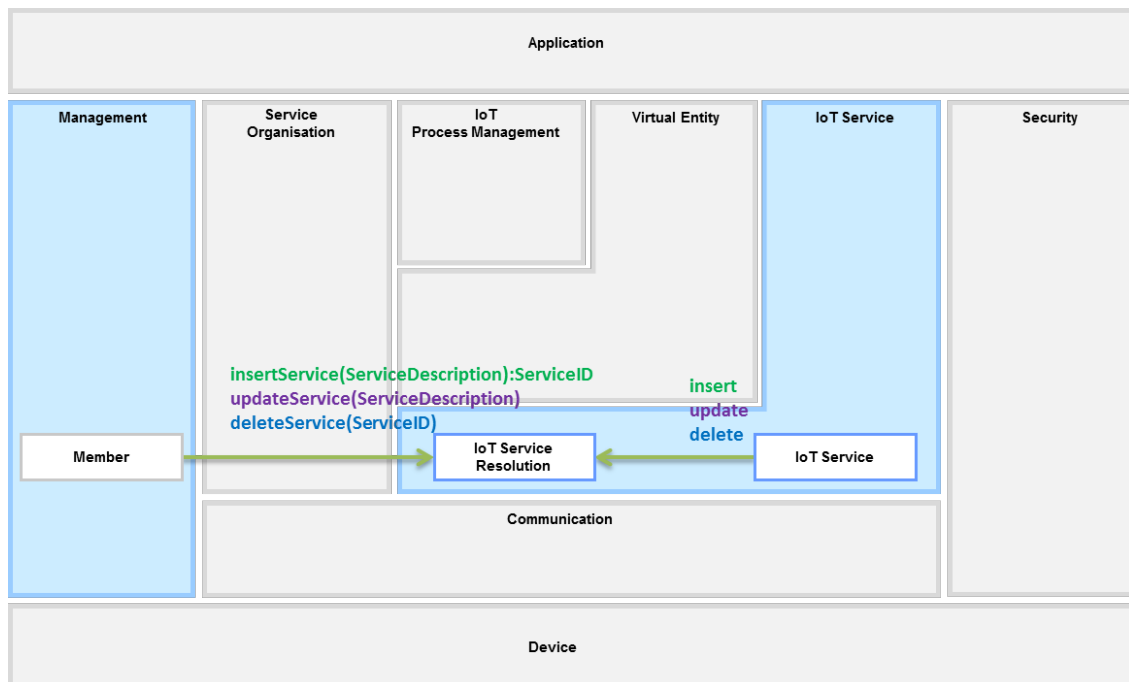 Application
Management
Service
Organisation
IoT
Process Management
Virtual Entity
IoT Service
Security
insertService(ServiceDescription):ServiceID
updateService(ServiceDescription)
deleteService(ServiceID)
insert
update
delete
Member
IoT Service
Resolution
IoT Service
Communication
Device